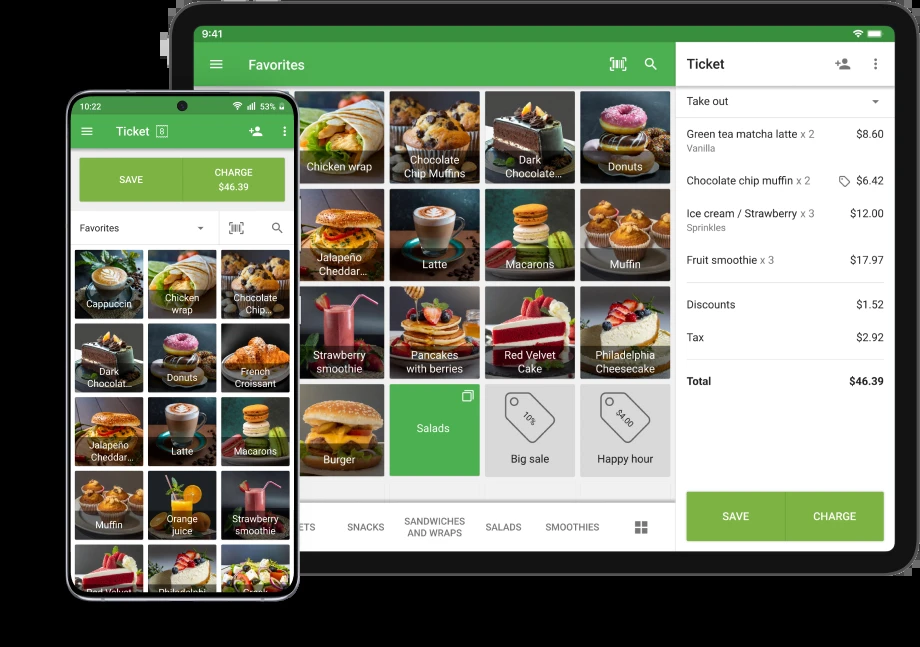 9:41
Favorites
Ticket
Take out
Green tea matcha latte x 2 $8.60
Vanilla
Chocolate chip muffin x 2 $6.42
Ice cream / Strawberry x 3 $12.00
Sprinkles
Fruit smoothie x 3 $17.97
Discounts $1.52
Tax $2.92
Total $46.39
SAVE CHARGE
Chicken wrap
Chocolate
Chip Muffins
Dark
Chocolate...
Donuts
Jalapeño
Cheddar...
Latte
Macarons
Muffin
Strawberry
smoothie
Pancakes
with berries
Red Velvet
Cake
Philadelphia
Cheesecake
Burger
Salads
10%
Big sale
$4.00
Happy hour
ETS
SNACKS
SANDWICHES
AND WRAPS
SALADS
SMOOTHIES
10:22 53%
Ticket 8
SAVE
CHARGE
$46.39
Favorites
Cappuccin
Chicken
wrap
Chocolate
Chip...
Dark
Chocolat...
Donuts
French
Croissant
Jalapeño
Cheddar...
Latte
Macarons
Muffin
Orange
juice
Strawberry
smoothie
Red Velvet
Philadelphi
Greek